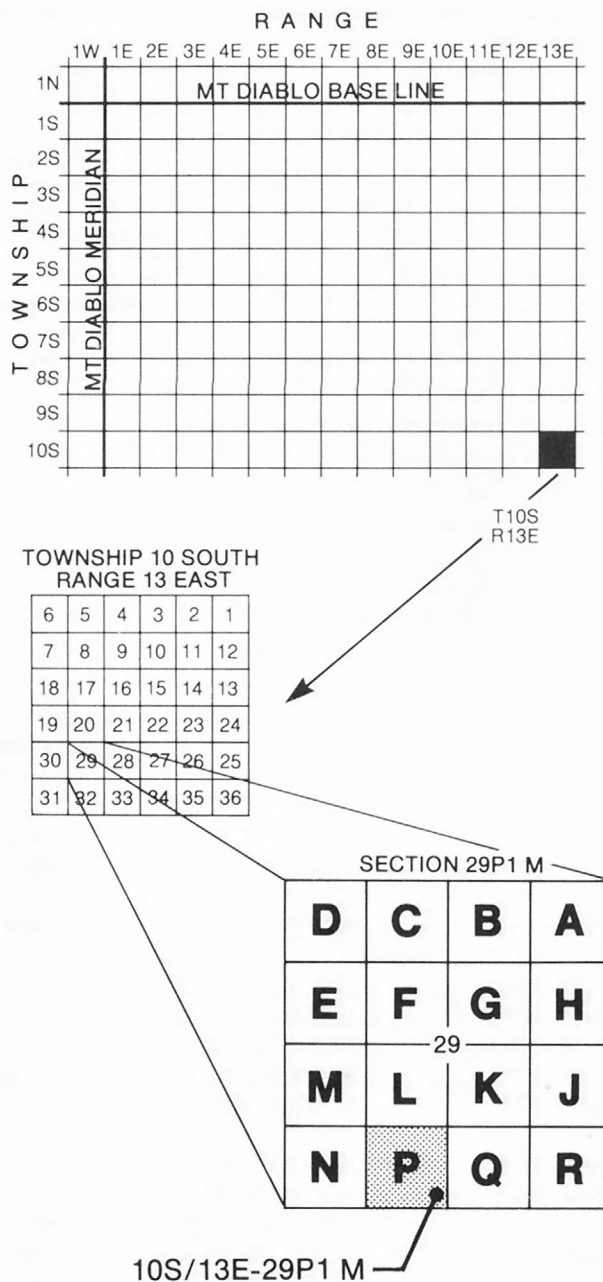 RANGE
1W 1E 2E 3E 4E 5E 6E 7E 8E 9E 10E 11E 12E 13E
1N
MT DIABLO BASE LINE
1S
2S
3S
4S
5S
6S
7S
8S
9S
10S
TOWNSHIP
MT DIABLO MERIDIAN
T10S
R13E
TOWNSHIP 10 SOUTH
RANGE 13 EAST
6 5 4 3 2 1
7 8 9 10 11 12
18 17 16 15 14 13
19 20 21 22 23 24
30 29 28 27 26 25
31 32 33 34 35 36
SECTION 29P1 M
D C B A
E F G H
29
M L K J
N P Q R
10S/13E-29P1 M